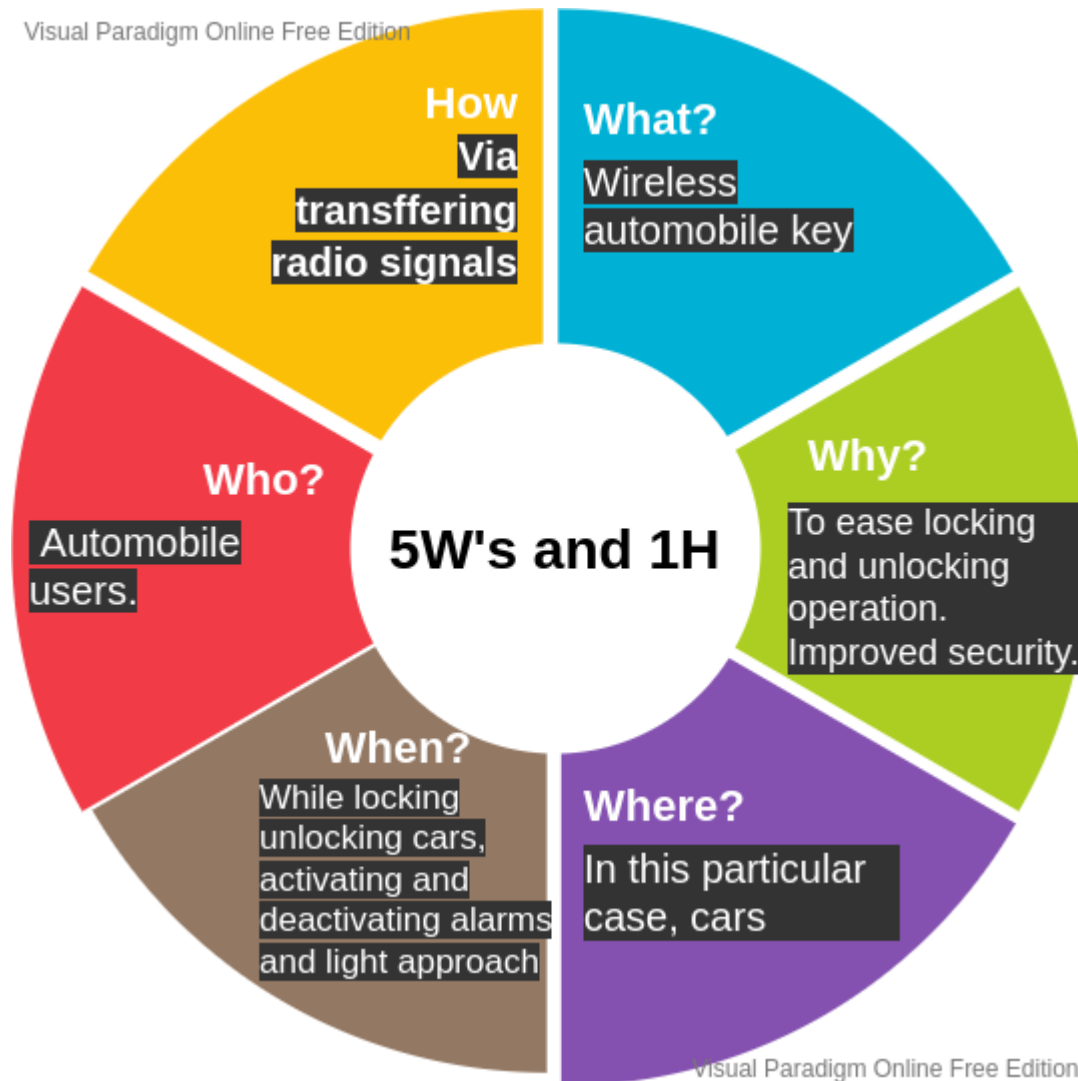 Visual Paradigm Online Free Edition
How
Via
transffering
radio signals
What?
Wireless
automobile key
Why?
To ease locking
and unlocking
operation.
Improved security.
Who?
Automobile
users.
5W's and 1H
When?
While locking
unlocking cars,
activating and
deactivating alarms
and light approach
Where?
In this particular
case, cars
Visual Paradigm Online Free Edition